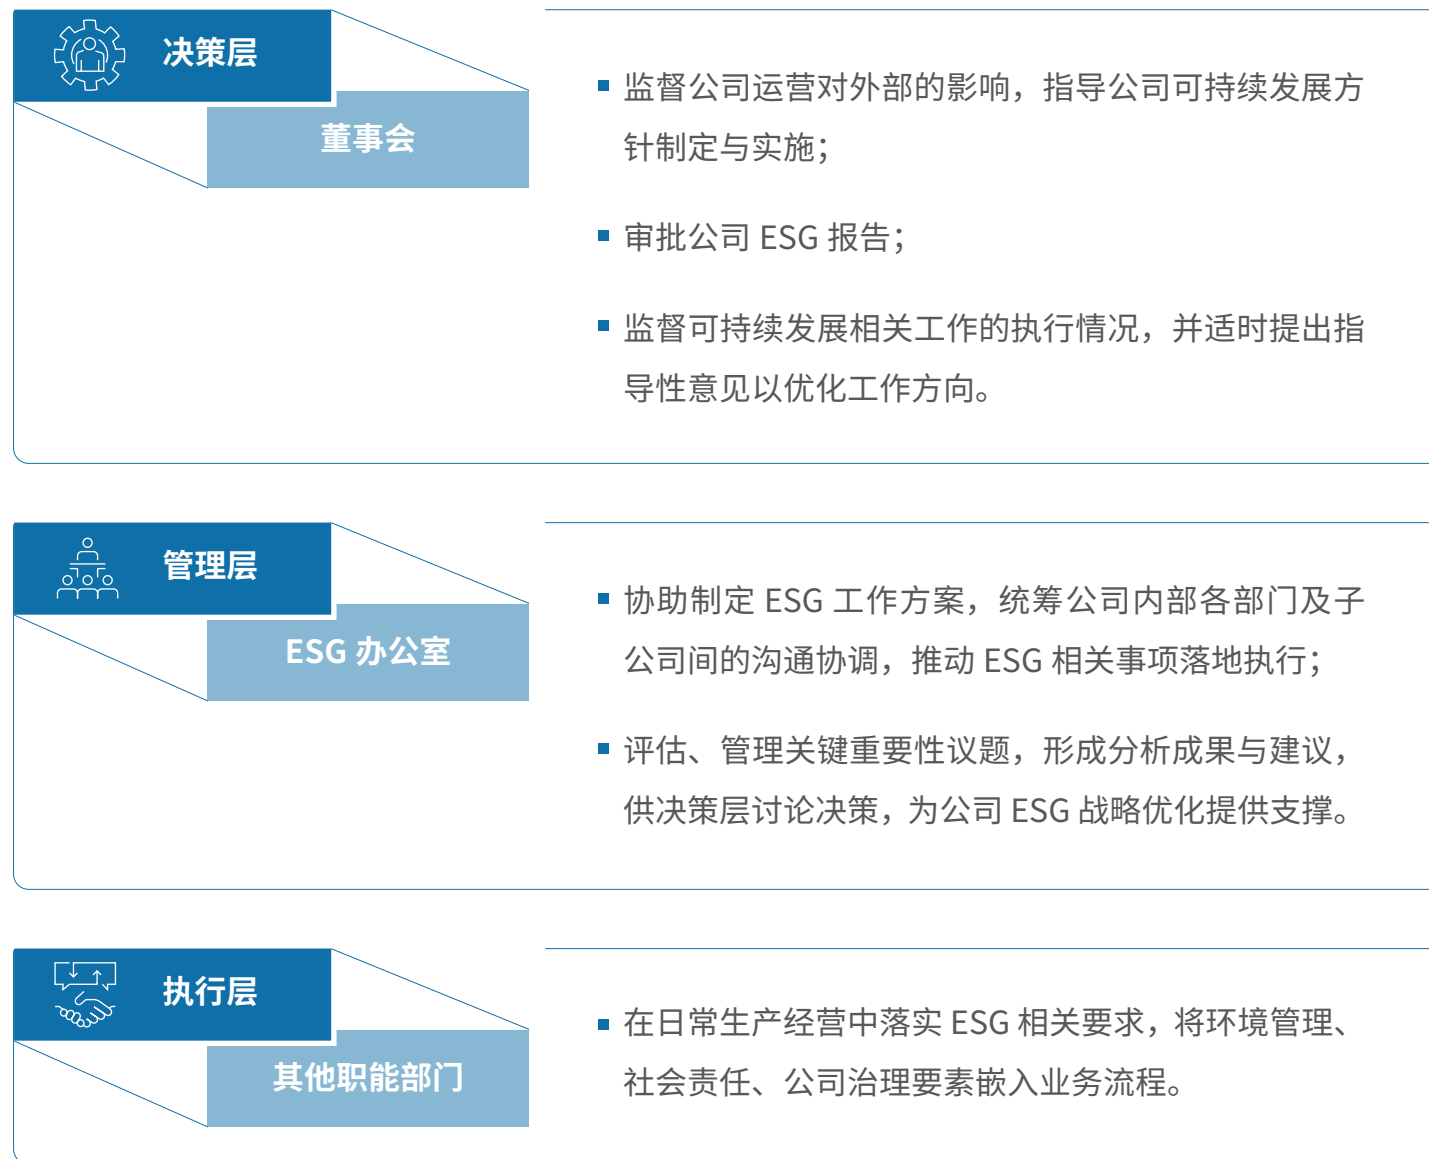 决策层
董事会
监督公司运营对外部的影响，指导公司可持续发展方
针制定与实施；
审批公司 ESG 报告；
监督可持续发展相关工作的执行情况，并适时提出指
导性意见以优化工作方向。
管理层
ESG 办公室
协助制定 ESG 工作方案，统筹公司内部各部门及子
公司间的沟通协调，推动 ESG 相关事项落地执行；
评估、管理关键重要性议题，形成分析成果与建议，
供决策层讨论决策，为公司 ESG 战略优化提供支撑。
执行层
其他职能部门
在日常生产经营中落实 ESG 相关要求，将环境管理、
社会责任、公司治理要素嵌入业务流程。